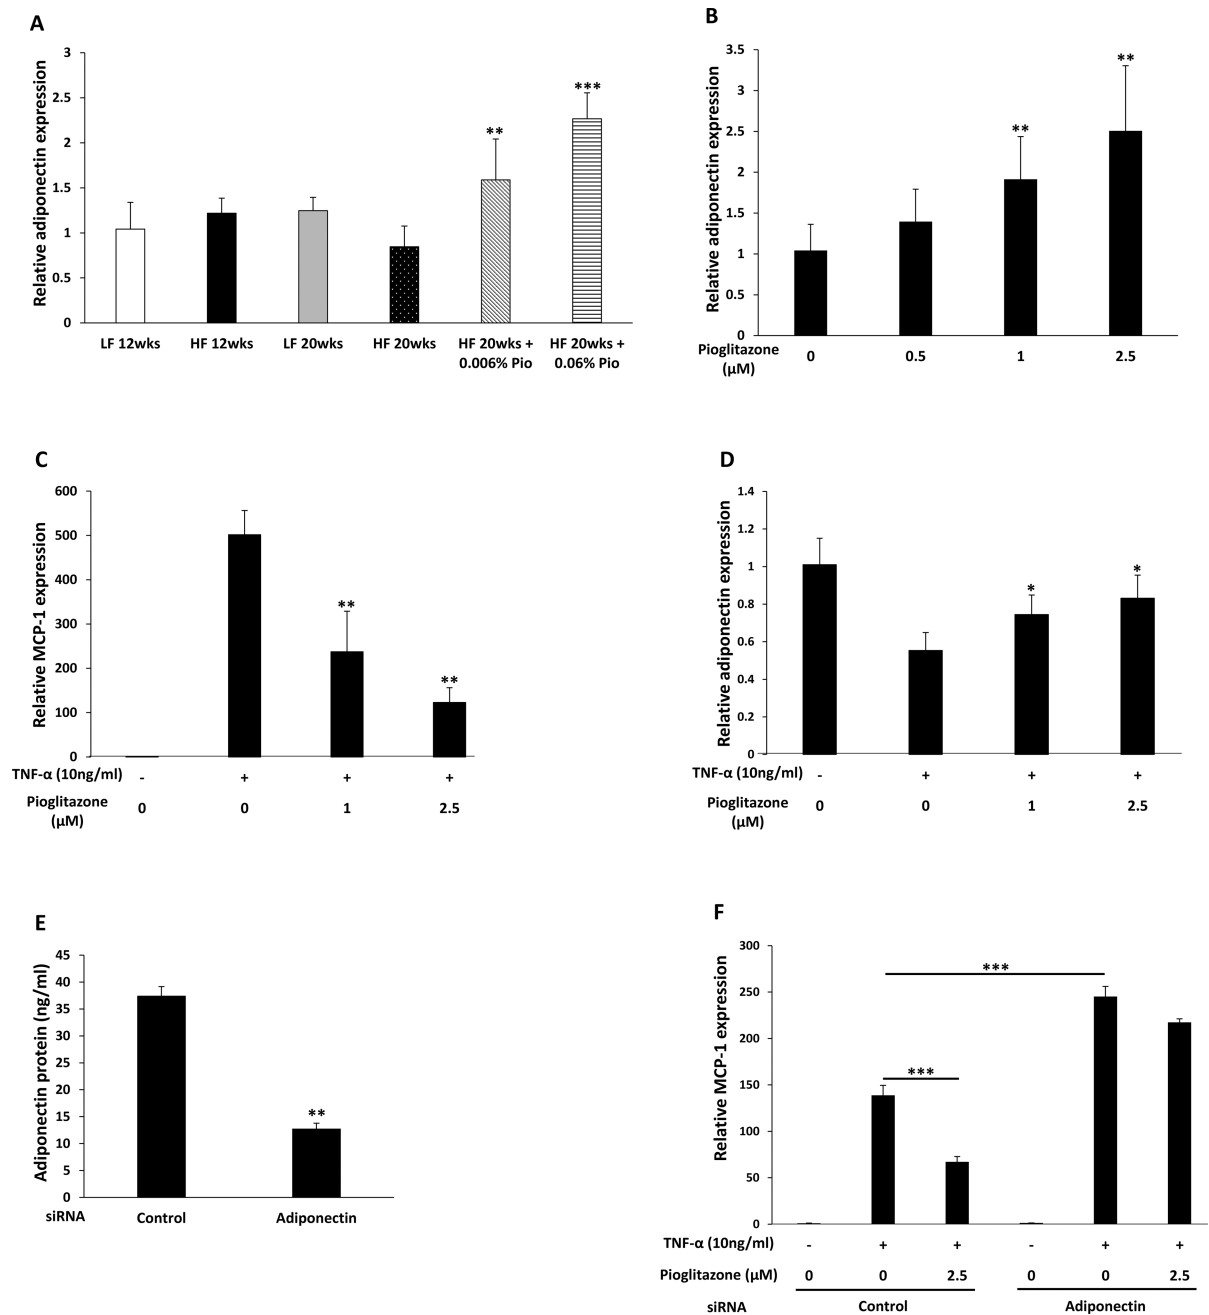 A
Relative adiponectin expression
3
2.5
2
1.5
1
0.5
0
**
***
LF 12wks HF 12wks LF 20wks HF 20wks HF 20wks + HF 20wks +
0.006% Pio 0.06% Pio
B
Relative adiponectin expression
3.5
3
2.5
2
1.5
1
0.5
0
**
**
Pioglitazone
(µM)
0 0.5 1 2.5
C
Relative MCP-1 expression
600
500
400
300
200
100
0
**
**
TNF-α (10ng/ml) - + + +
Pioglitazone
(µM)
0 0 1 2.5
D
Relative adiponectin expression
1.4
1.2
1
0.8
0.6
0.4
0.2
0
*
*
TNF-α (10ng/ml) - + + +
Pioglitazone
(µM)
0 0 1 2.5
E
Adiponectin protein (ng/ml)
45
40
35
30
25
20
15
10
5
0
**
siRNA Control Adiponectin
F
Relative MCP-1 expression
300
250
200
150
100
50
0
***
***
TNF-α (10ng/ml) - + + - + +
Pioglitazone (µM) 0 0 2.5 0 0 2.5
siRNA Control Adiponectin